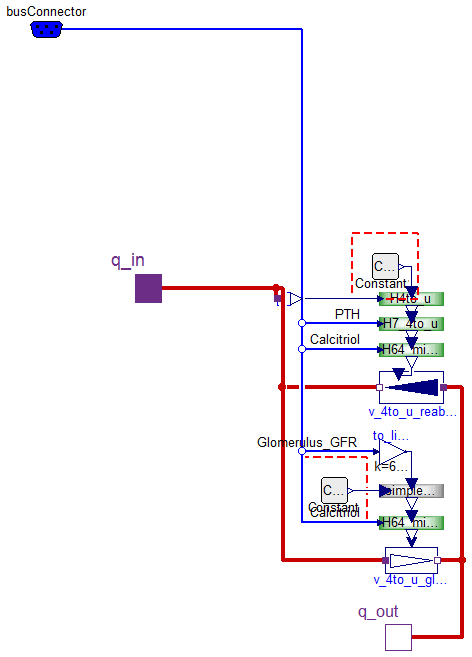 busConnector
q_in
C...
Constant
H4to_u
PTH
H7_4to_u
Calcitriol
H64_mi...
v_4to_u_reab...
to_li...
Glomerulus_GFR
k=6...
C...
simple...
Constant
Calcitriol
H64_mi...
v_4to_u_gl...
q_out